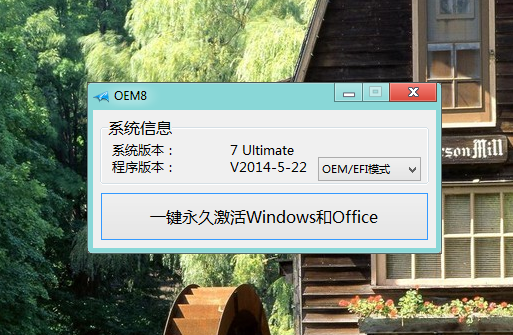 OEM8
系统信息
系统版本： 7 Ultimate
程序版本： V2014-5-22 OEM/EFI模式
一键永久激活Windows和Office
rson Mill